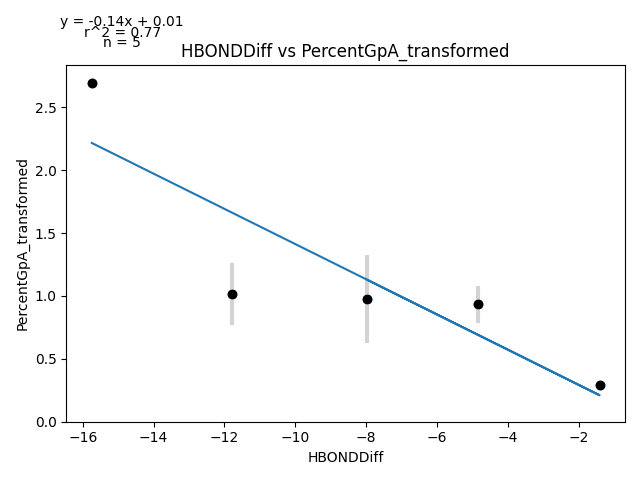 y = -0.14x + 0.01
r^2 = 0.77
n = 5
HBONDDiff vs PercentGpA_transformed
PercentGpA_transformed
2.5
2.0
1.5
1.0
0.5
0.0
−16
−14
−12
−10
−8
−6
−4
−2
HBONDDiff